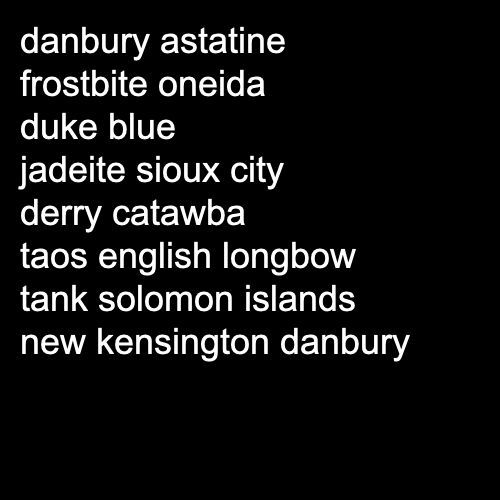 danbury astatine
frostbite oneida
duke blue
jadeite sioux city
derry catawba
taos english longbow
tank solomon islands
new kensington danbury